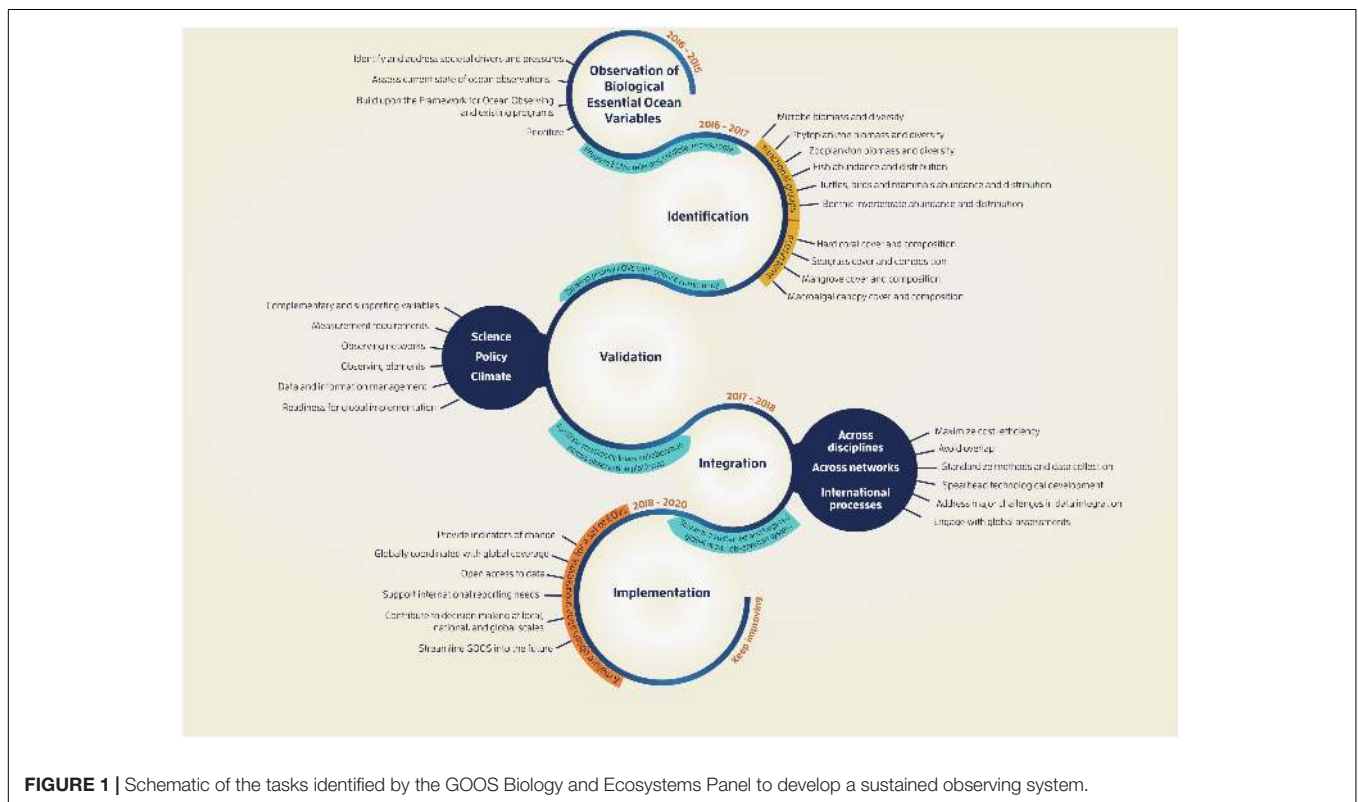 2016 - 2015
Identify and address societal drivers and pressures
Assess current state of ocean observations
Build upon the Framework for Ocean Observing
and existing programs
Prioritize
Observation of
Biological
Essential Ocean
Variables
2016 - 2017
Microbe biomass and diversity
Phytoplankton biomass and diversity
Zooplankton biomass and diversity
Fish abundance and distribution
Turtles, birds and mammals abundance and distribution
Benthic invertebrate abundance and distribution
Functional groups
Identification
Hard coral cover and composition
Seagrass cover and composition
Mangrove cover and composition
Macroalgal canopy cover and composition
Ecosystems
Complementary and supporting variables
Measurement requirements
Observing networks
Observing elements
Data and information management
Readiness for global implementation
Science
Policy
Climate
Validation
2017 - 2018
Integration
Across
disciplines
Across networks
International
processes
Maximize cost-efficiency
Avoid overlap
Standardize methods and data collection
Spearhead technological development
Address major challenges in data integration
Engage with global assessments
2018 - 2020
Provide indicators of change
Globally coordinated with global coverage
Open access to data
Support international reporting needs
Contribute to decision making at local,
national, and global scales
Streamline GOOS into the future
for a set of EOVs
Implementation
Keep improving
FIGURE 1 | Schematic of the tasks identified by the GOOS Biology and Ecosystems Panel to develop a sustained observing system.